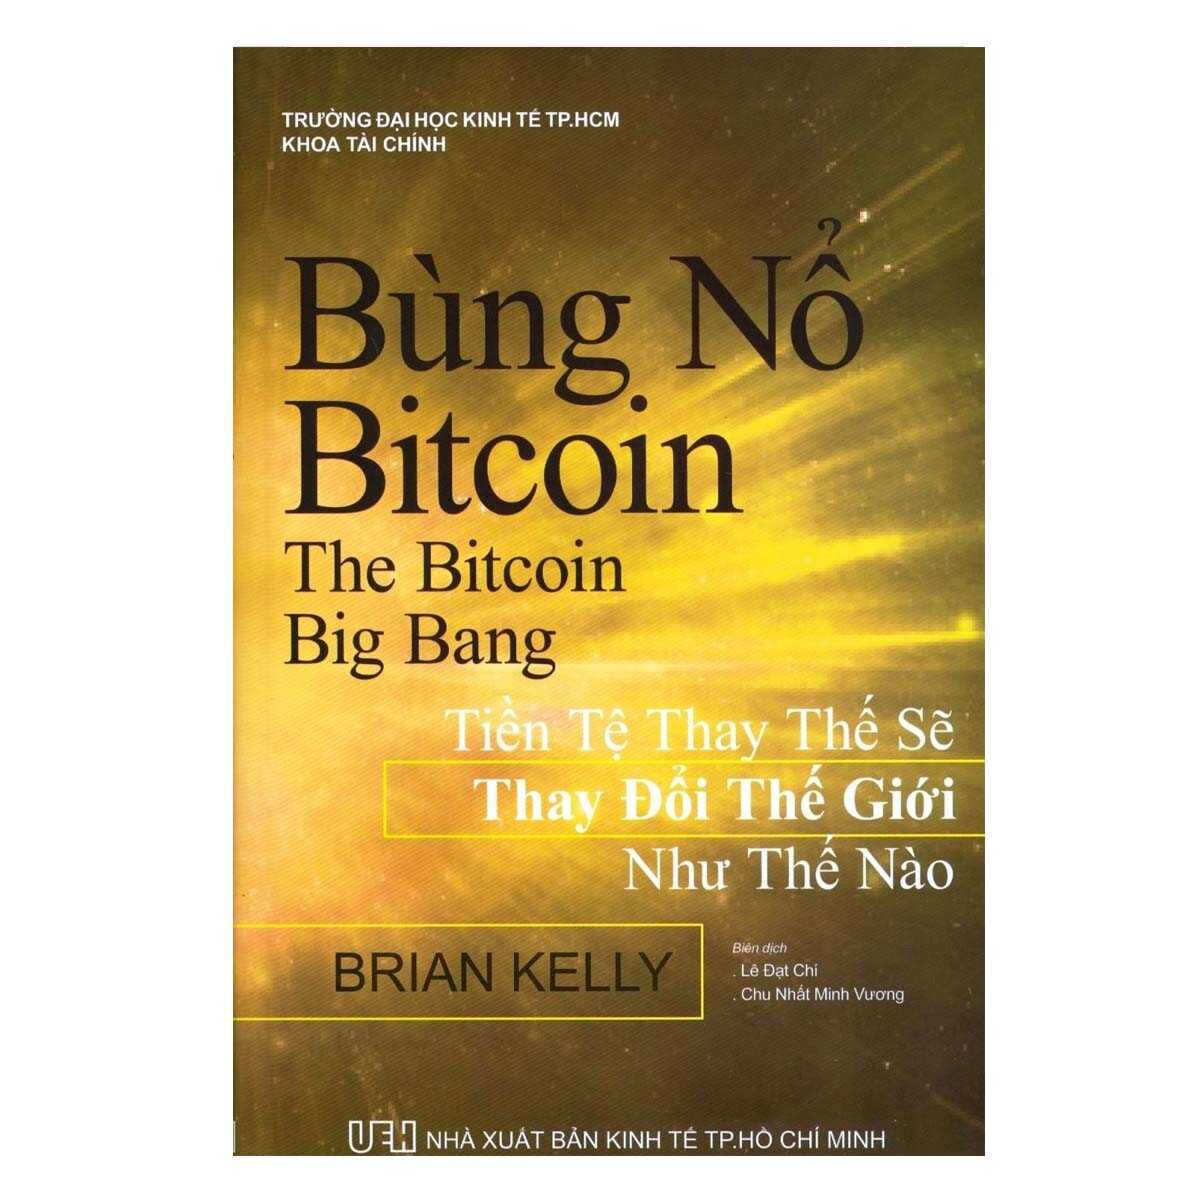 TRƯỜNG ĐẠI HỌC KINH TẾ TP.HCM
KHOA TÀI CHÍNH
Bùng Nổ
Bitcoin
The Bitcoin
Big Bang
Tiền Tệ Thay Thế Sẽ
Thay Đổi Thế Giới
Như Thế Nào
BRIAN KELLY
Biên dịch
. Lê Đạt Chí
. Chu Nhất Minh Vương
UEH NHÀ XUẤT BẢN KINH TẾ TP.HỒ CHÍ MINH